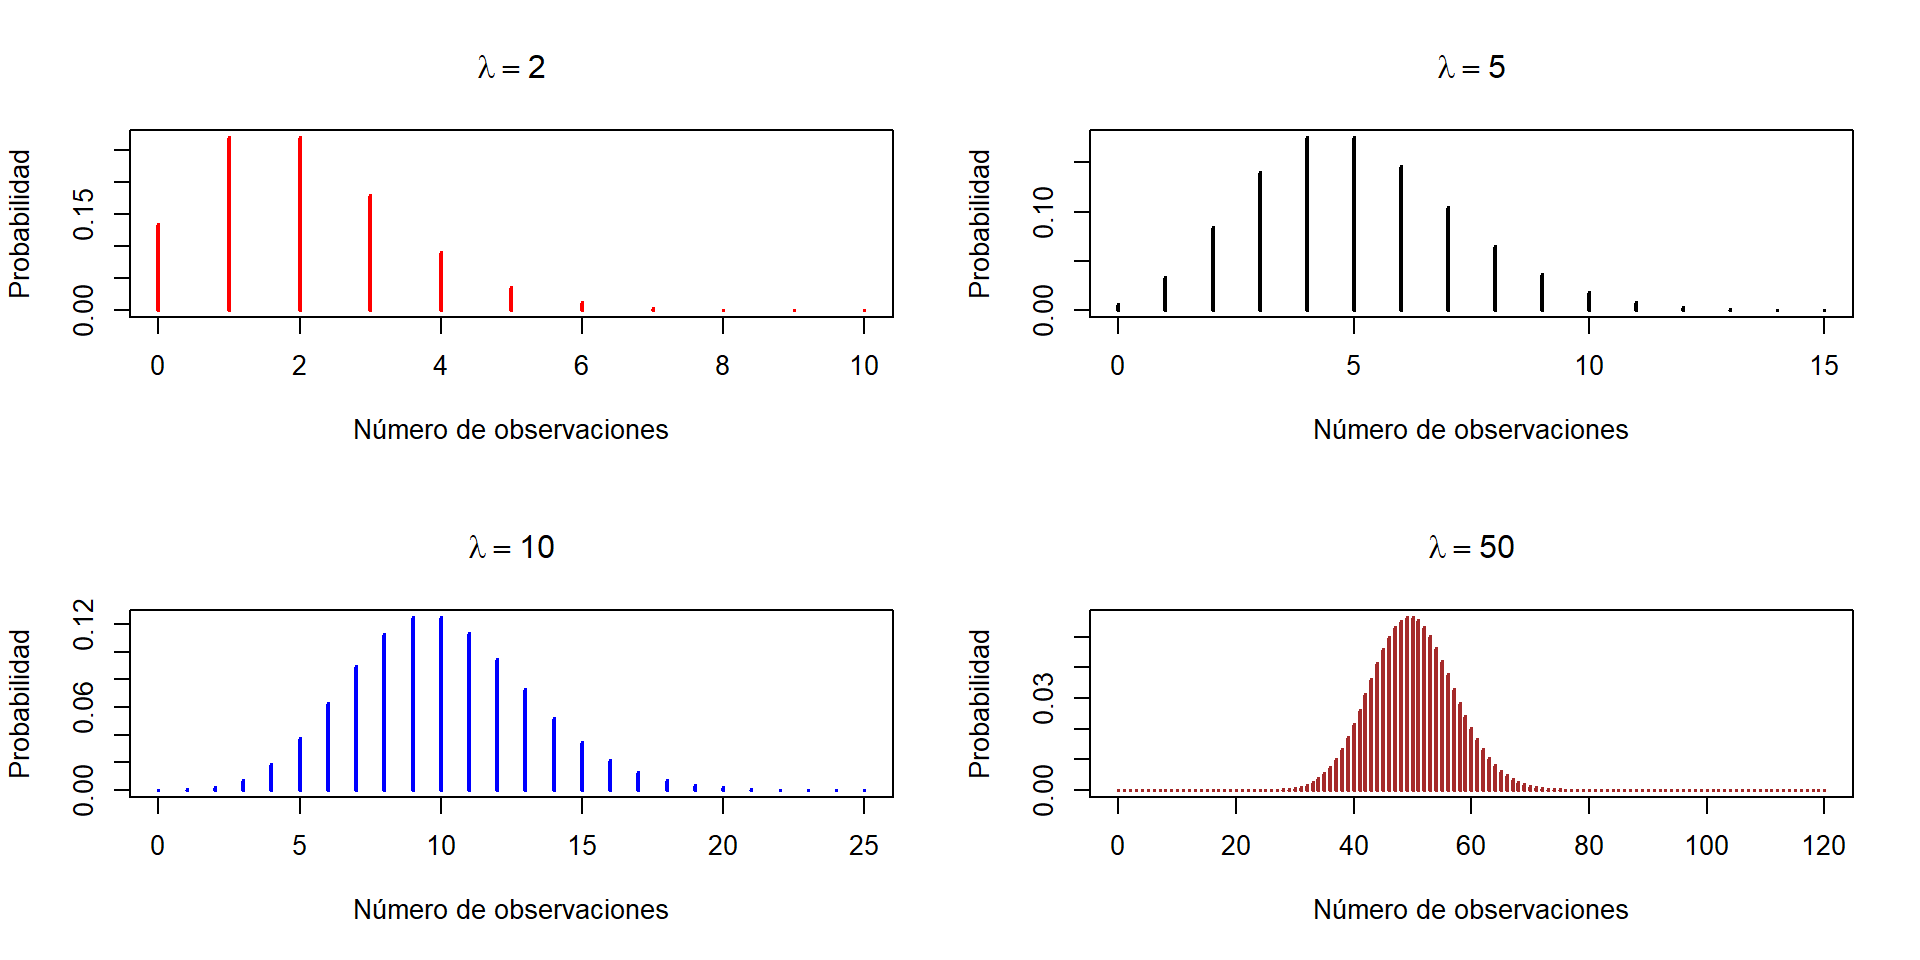 λ = 2
Probabilidad
0.00 0.15
0 2 4 6 8 10
Número de observaciones
λ = 5
Probabilidad
0.00 0.10
0 5 10 15
Número de observaciones
λ = 10
Probabilidad
0.00 0.06 0.12
0 5 10 15 20 25
Número de observaciones
λ = 50
Probabilidad
0.00 0.03
0 20 40 60 80 100 120
Número de observaciones